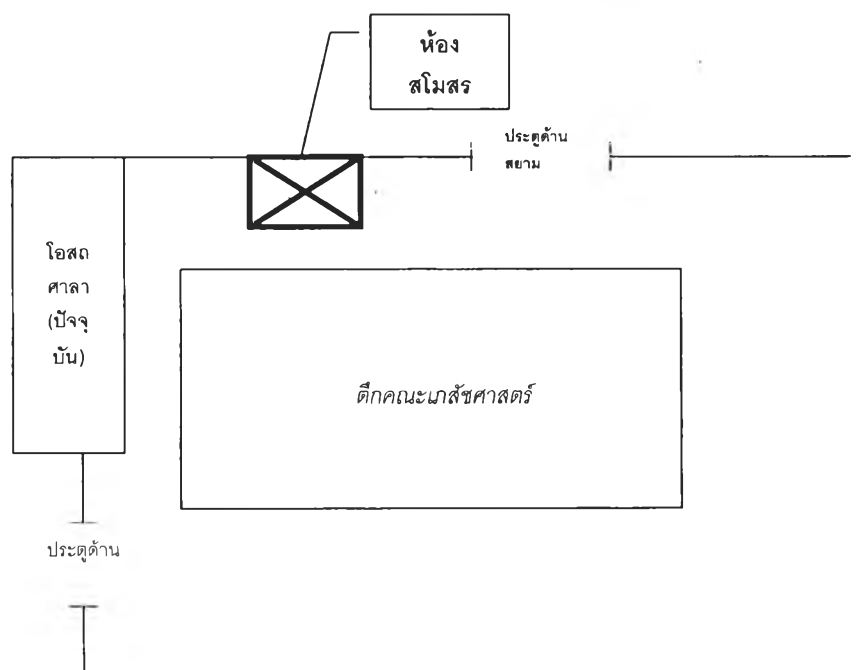 ห้อง
สโมสร
ประตูด้าน
สยาม
โอสถ
ศาลา
(ปัจจุ
บัน)
ตึกคณะเภสัชศาสตร์
ประตูด้าน